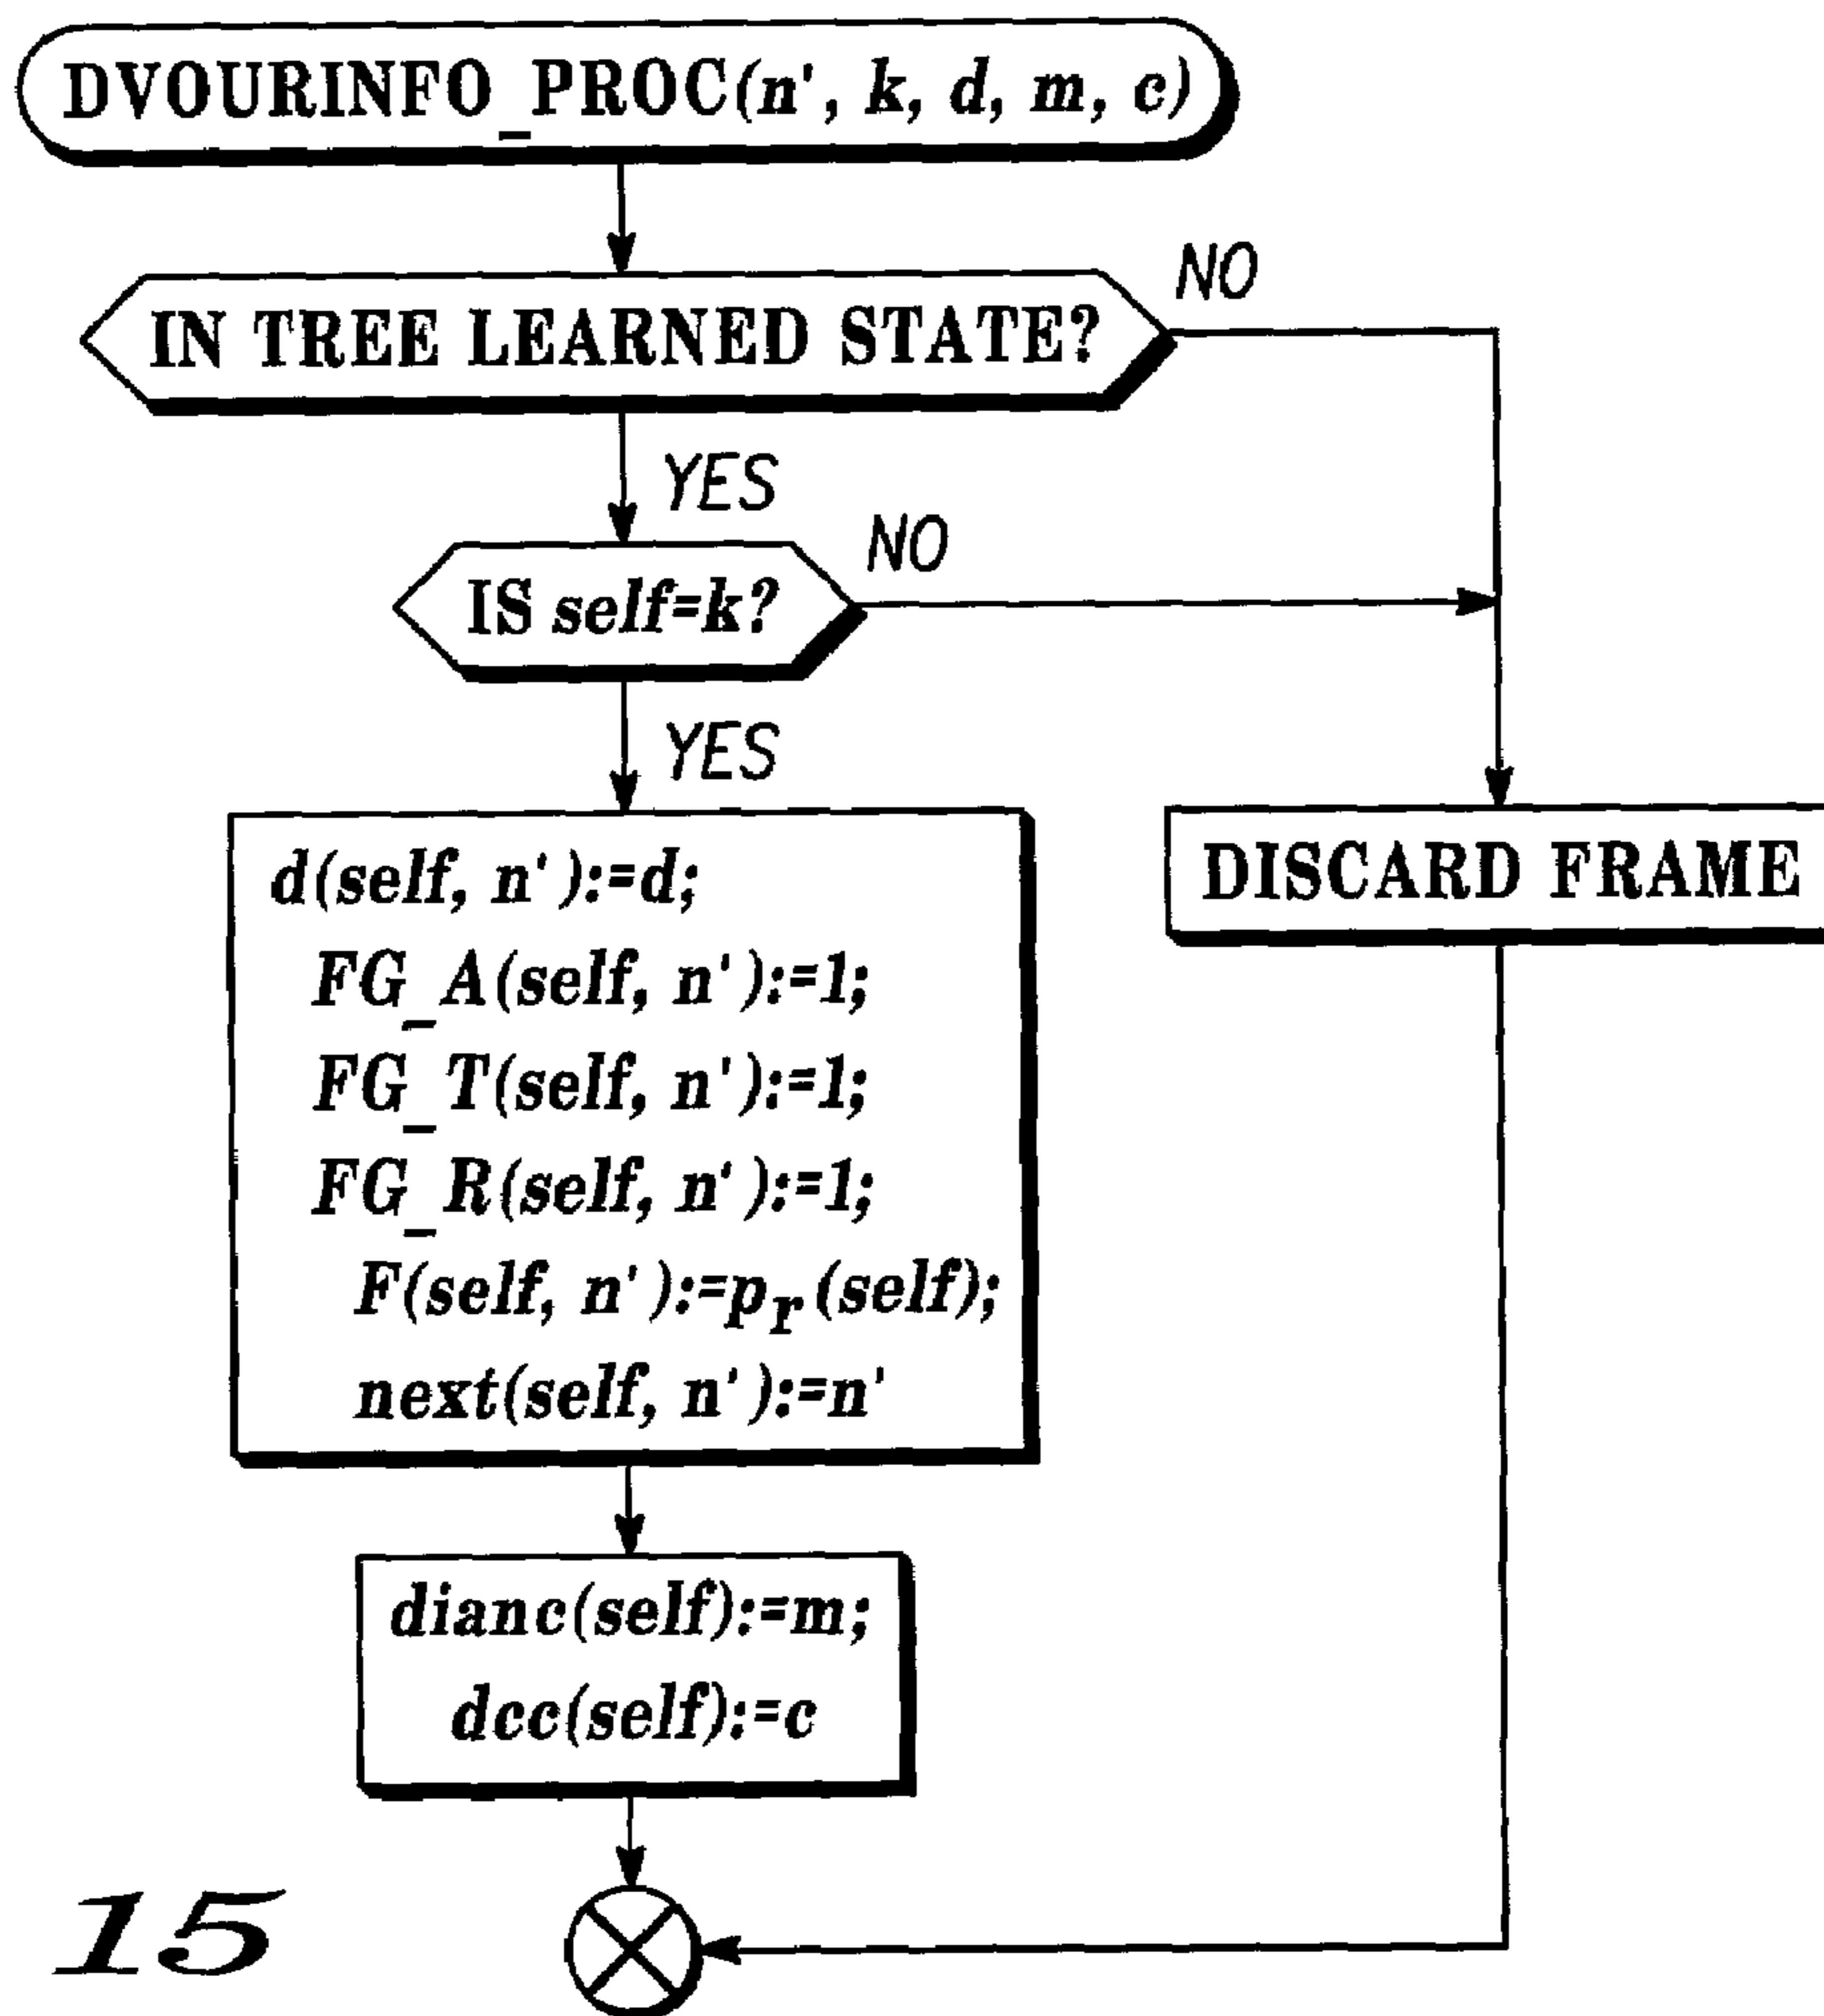 DVOURINFO_PROC(n', k, d, m, c)
IN TREE LEARNED STATE?
NO
YES
IS self=k?
NO
YES
d(self, n'):=d;
FG_A(self, n'):=1;
FG_T(self, n'):=1;
FG_R(self, n'):=1;
F(self, n'):=pr(self);
next(self, n'):=n'
DISCARD FRAME
dianc(self):=m;
dcc(self):=c
15